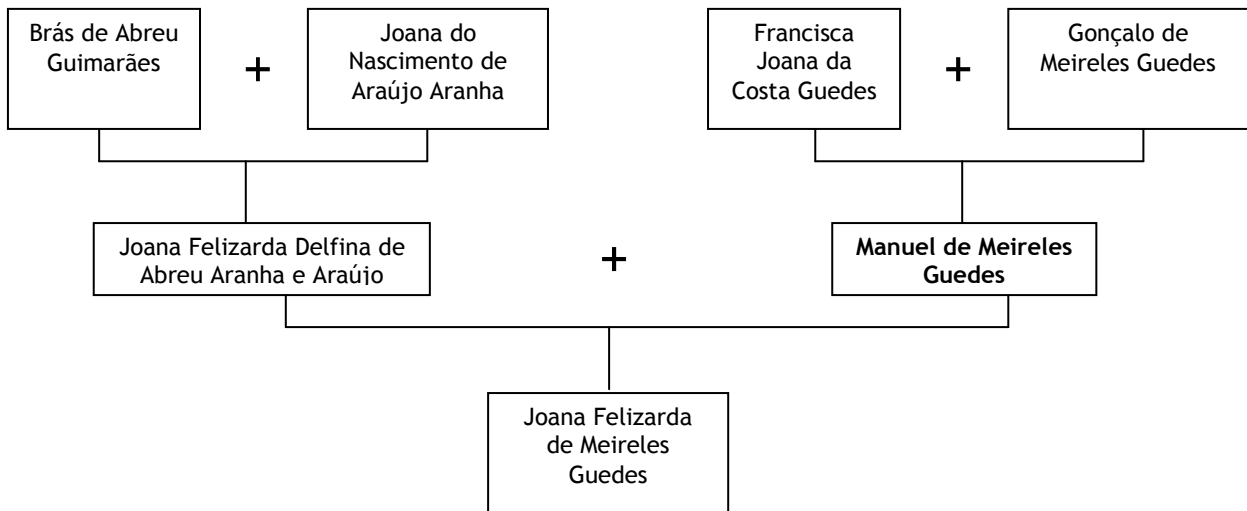 Brás de Abreu
Guimarães
+
Joana do
Nascimento de
Araújo Aranha
Francisca
Joana da
Costa Guedes
+
Gonçalo de
Meireles Guedes
Joana Felizarda Delfina de
Abreu Aranha e Araújo
+
Manuel de Meireles
Guedes
Joana Felizarda
de Meireles
Guedes